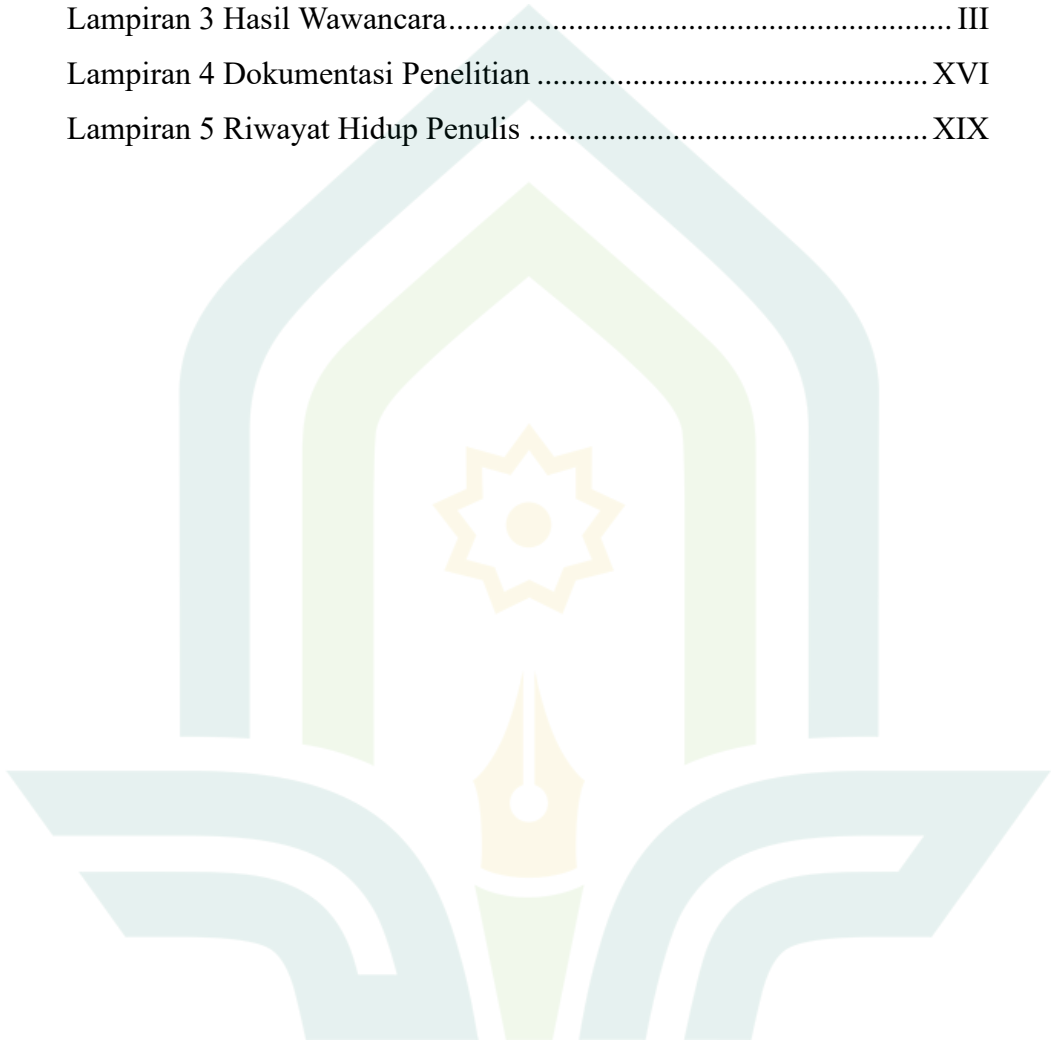 Lampiran 3 Hasil Wawancara............................................................... III
Lampiran 4 Dokumentasi Penelitian ................................................. XVI
Lampiran 5 Riwayat Hidup Penulis .................................................. XIX